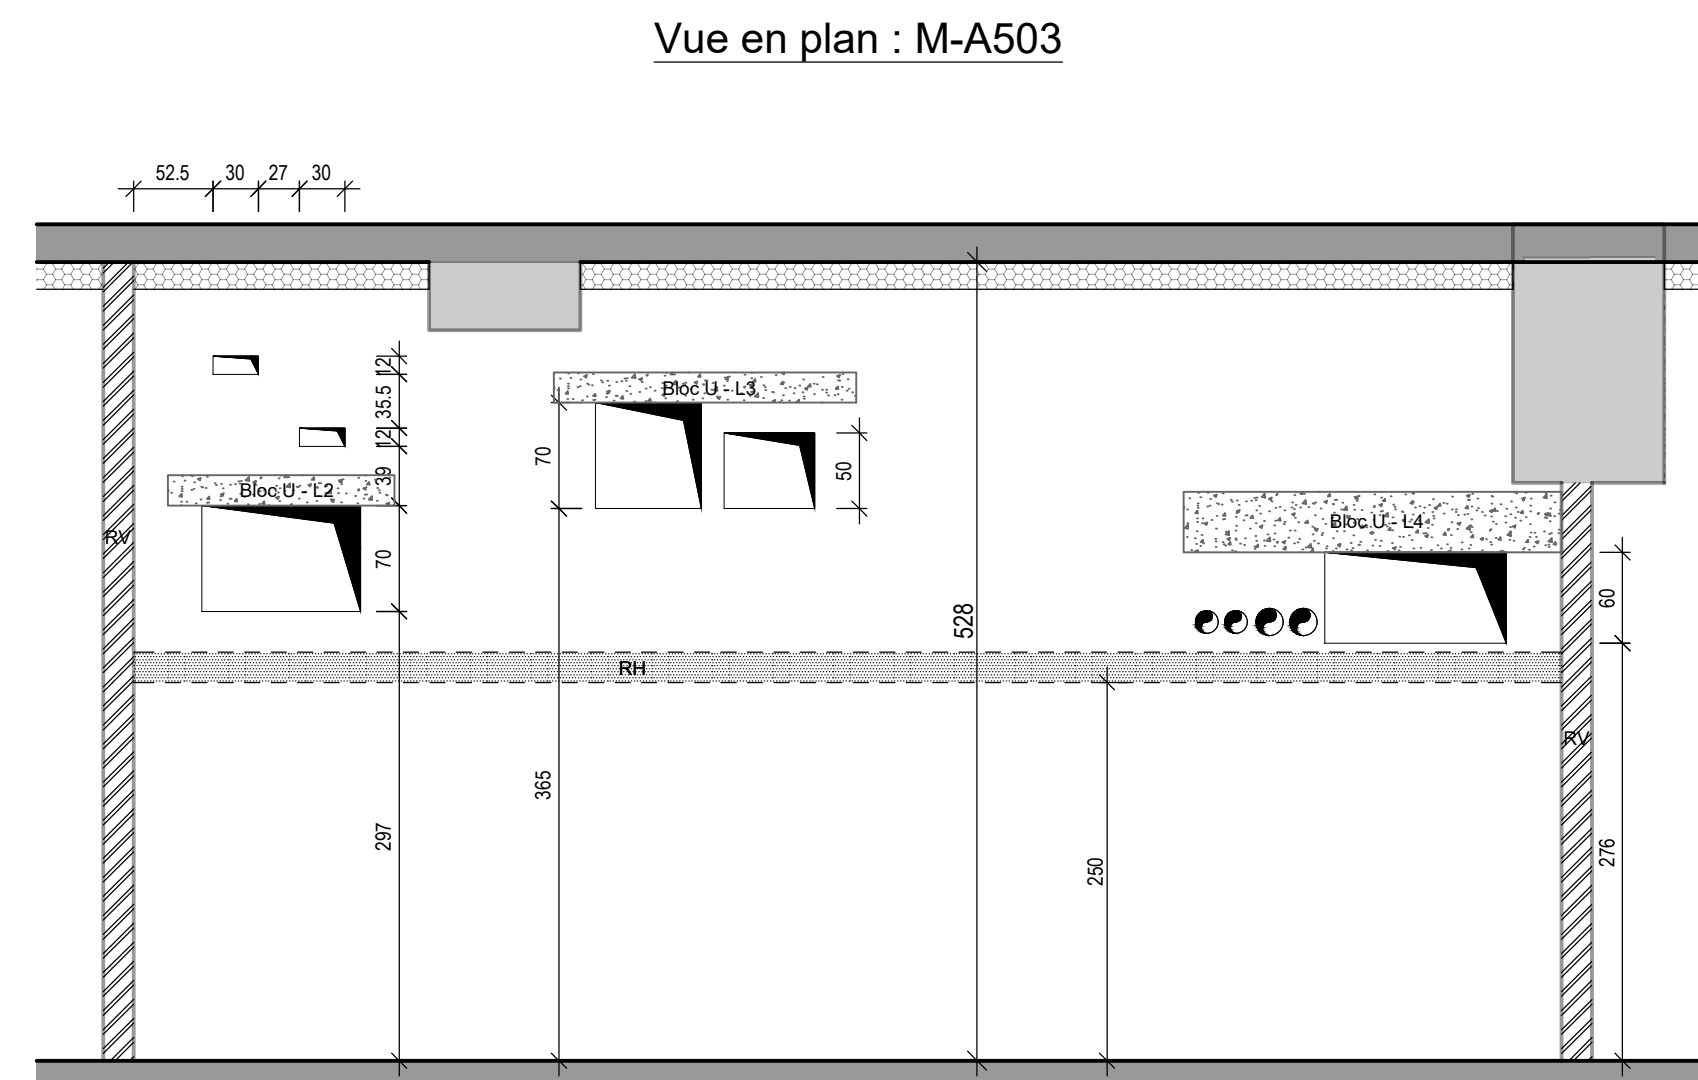 Vue en plan : M-A503
52.5 30 27 30
12
35.5
12
39
Bloc U - L3
70
50
Bloc U - L2
Bloc U - L4
RV
70
60
528
RH
RV
365
297
250
276